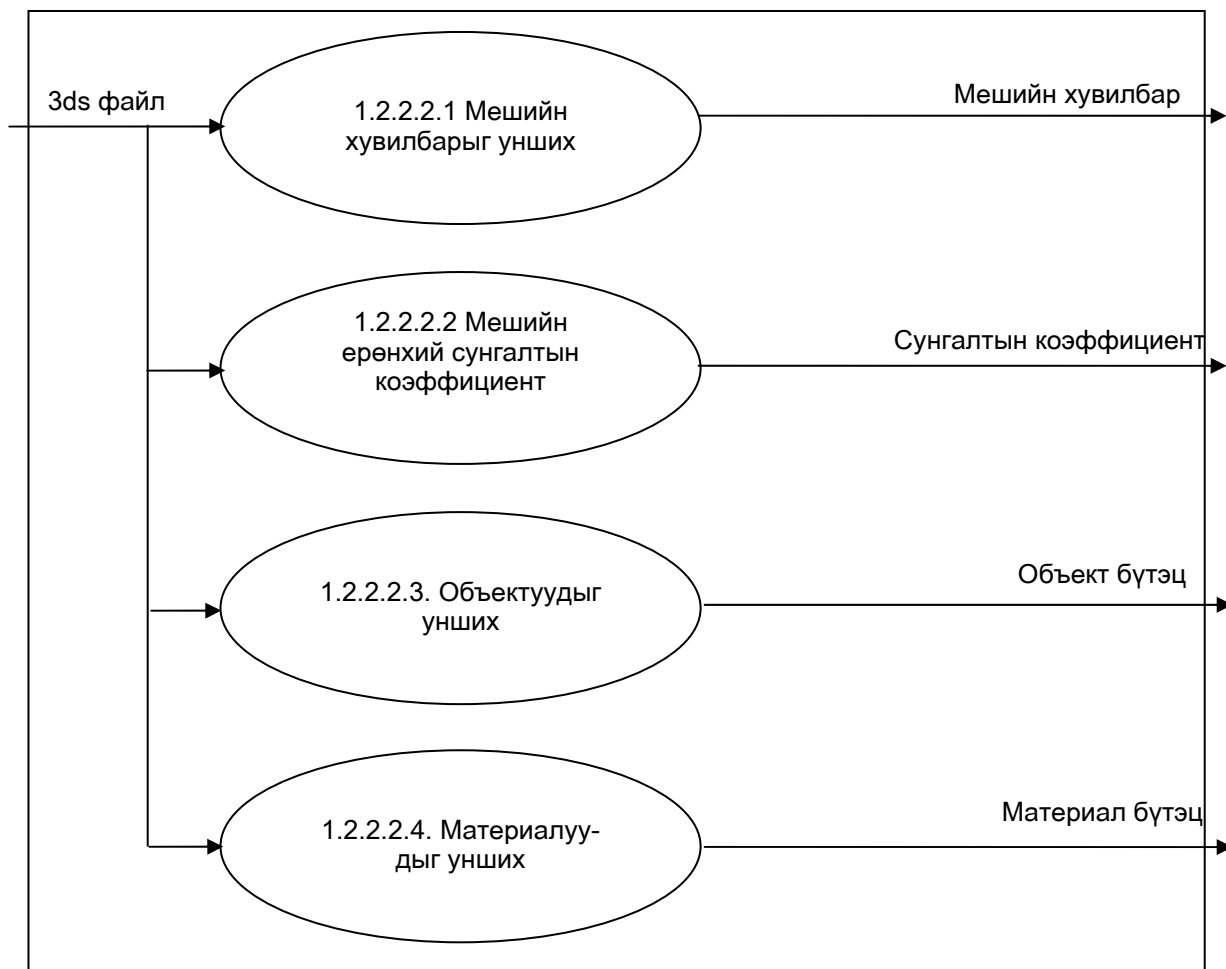 3ds файл
1.2.2.2.1 Мешийн
хувилбарыг унших
Мешийн хувилбар
1.2.2.2.2 Мешийн
ерөнхий сунгалтын
коэффициент
Сунгалтын коэффициент
1.2.2.2.3. Объектуудыг
унших
Объект бүтэц
1.2.2.2.4. Материалуу-
дыг унших
Материал бүтэц